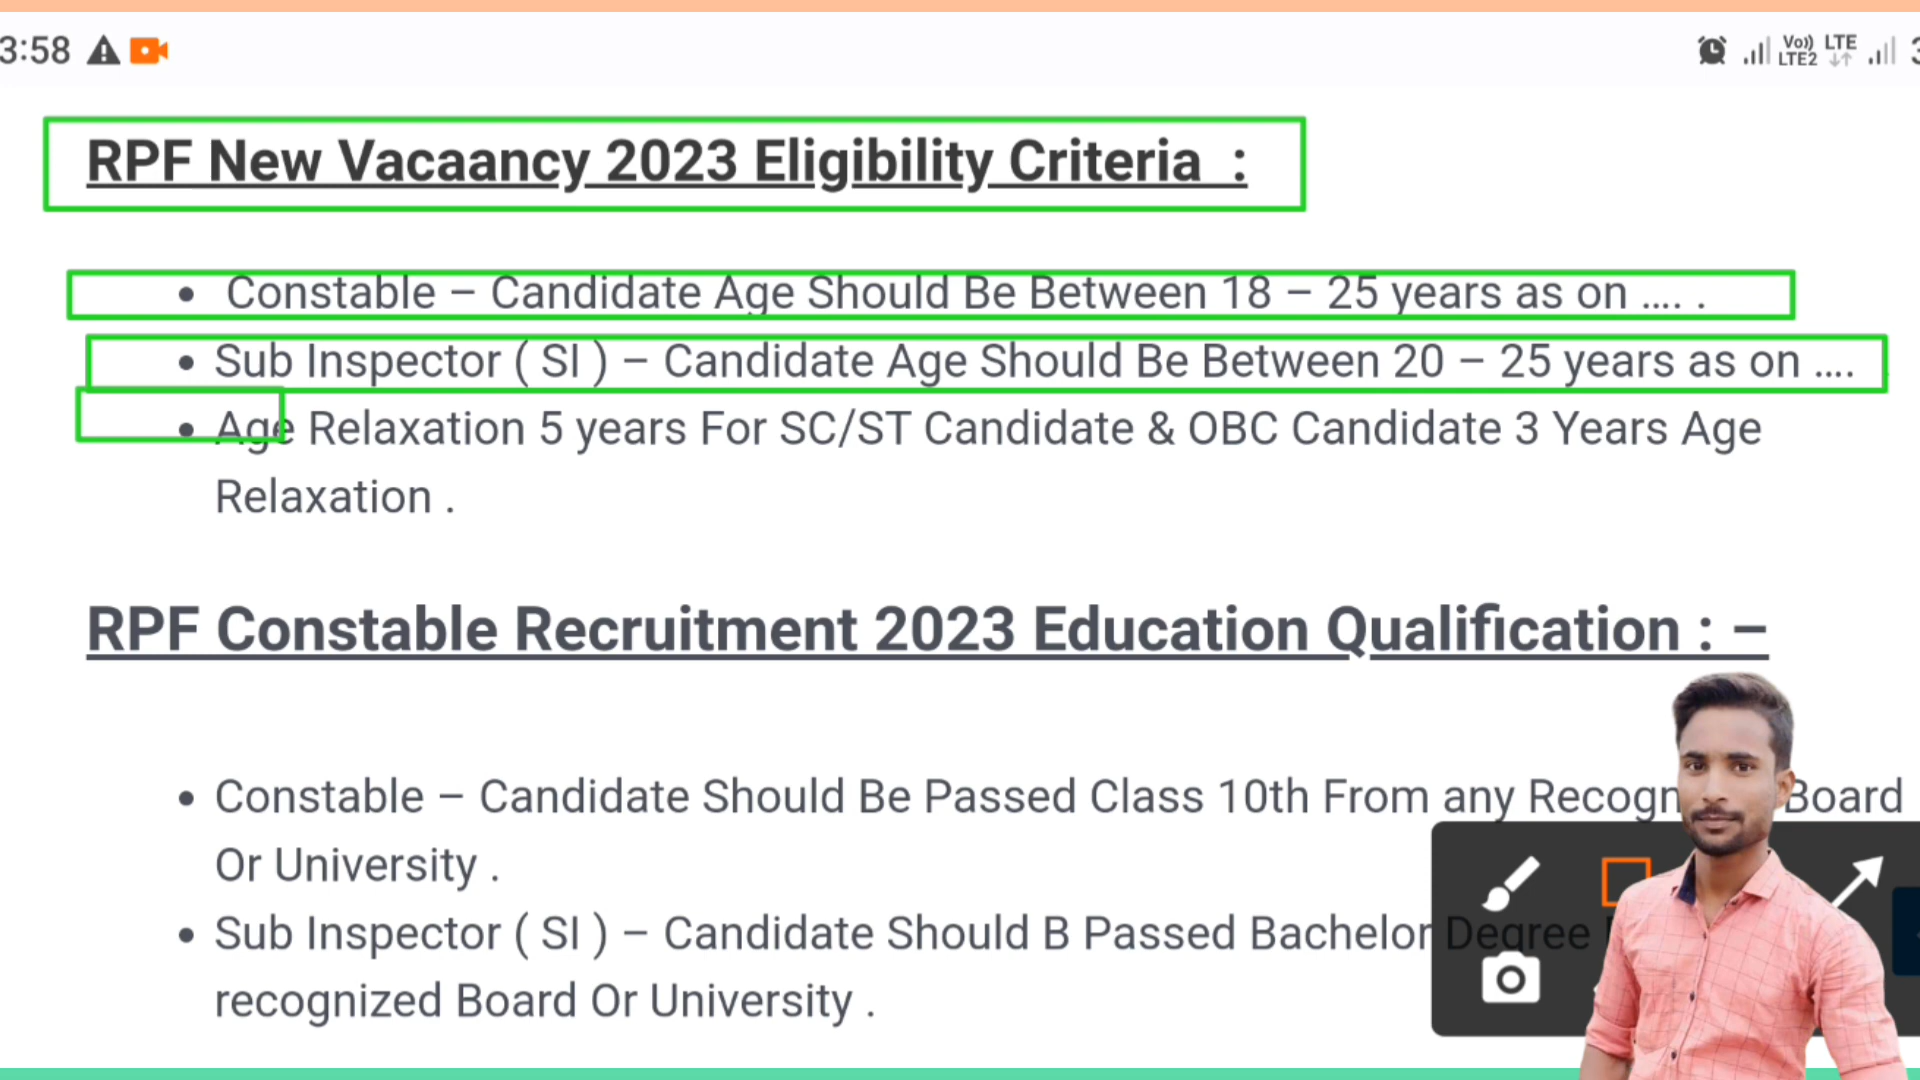 3:58
Vo)) LTE
LTE2
RPF New Vacaancy 2023 Eligibility Criteria :
• Constable – Candidate Age Should Be Between 18 – 25 years as on .... .
• Sub Inspector ( SI ) – Candidate Age Should Be Between 20 – 25 years as on ....
• Age Relaxation 5 years For SC/ST Candidate & OBC Candidate 3 Years Age
Relaxation .
RPF Constable Recruitment 2023 Education Qualification : –
• Constable – Candidate Should Be Passed Class 10th From any Board
Or University .
• Sub Inspector ( SI ) – Candidate Should B Passed Bachelor Degree
recognized Board Or University .